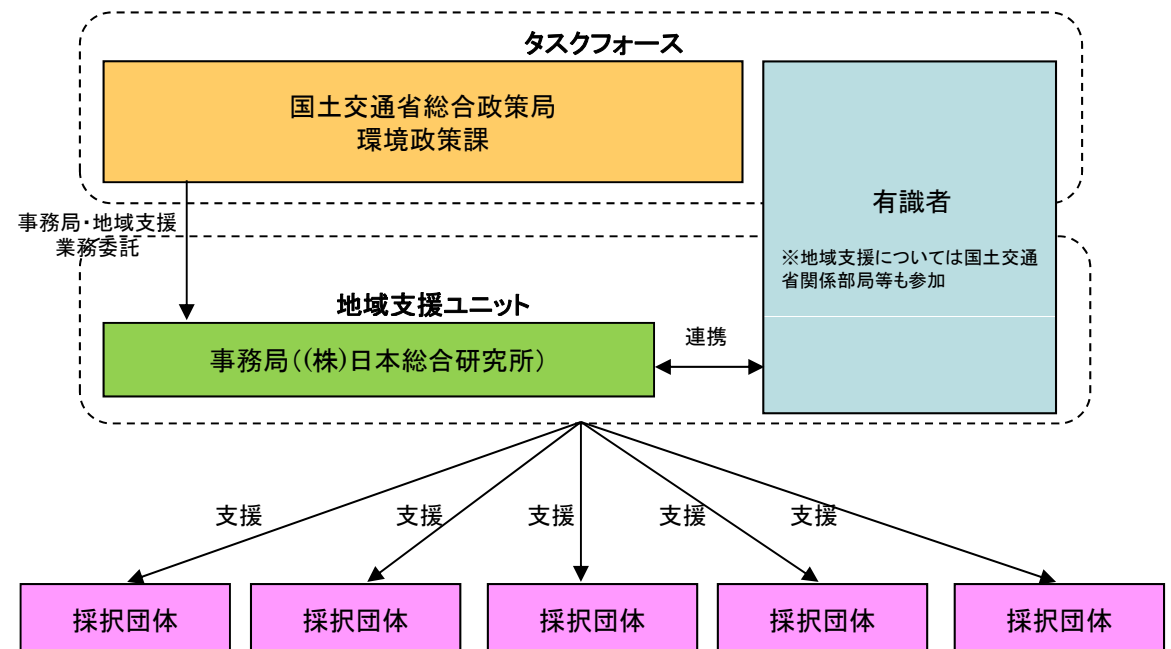 タスクフォース
国土交通省総合政策局
環境政策課
有識者
※地域支援については国土交通
省関係部局等も参加
事務局・地域支援
業務委託
地域支援ユニット
事務局((株)日本総合研究所)
連携
支援
支援
支援
支援
支援
採択団体
採択団体
採択団体
採択団体
採択団体